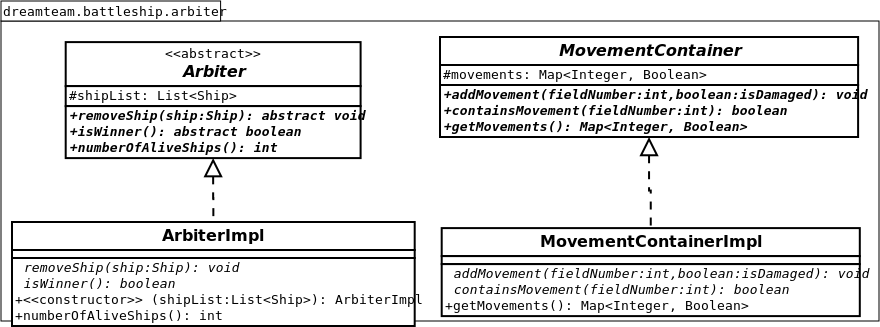 dreamteam.battleship.arbiter
<<abstract>>
Arbiter
#shipList: List<Ship>
+removeShip(ship:Ship): abstract void
+isWinner(): abstract boolean
+numberOfAliveShips(): int
MovementContainer
#movements: Map<Integer, Boolean>
+addMovement(fieldNumber:int,boolean:isDamaged): void
+containsMovement(fieldNumber:int): boolean
+getMovements(): Map<Integer, Boolean>
ArbiterImpl
removeShip(ship:Ship): void
isWinner(): boolean
+<<constructor>> (shipList:List<Ship>): ArbiterImpl
+numberOfAliveShips(): int
MovementContainerImpl
addMovement(fieldNumber:int,boolean:isDamaged): void
containsMovement(fieldNumber:int): boolean
+getMovements(): Map<Integer, Boolean>